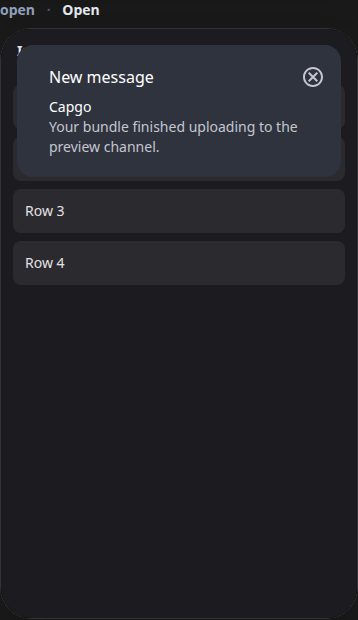 open · Open
New message
Capgo
Your bundle finished uploading to the
preview channel.
Row 3
Row 4